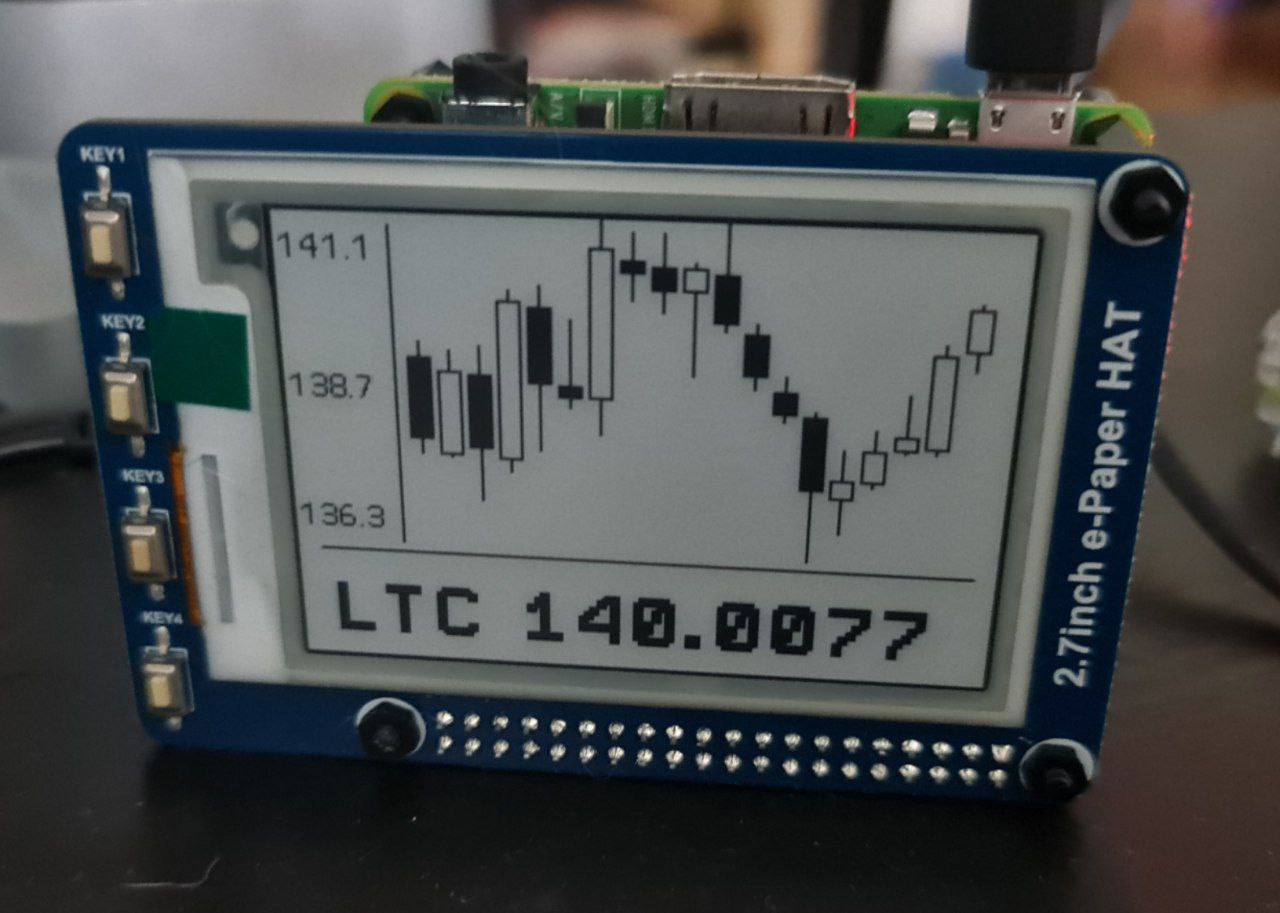 KEY1
KEY2
KEY3
KEY4
141.1
138.7
136.3
LTC 140.0077
2.7inch e-Paper HAT